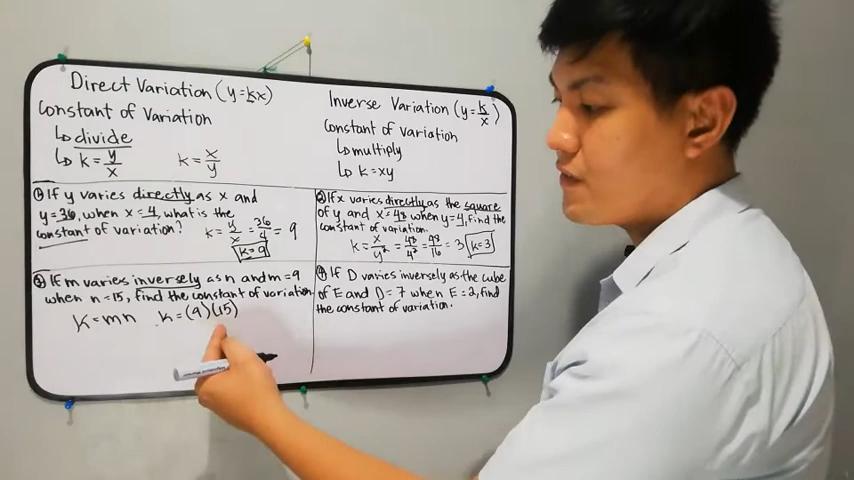 Direct Variation (y=kx)
Constant of Variation
↳ divide
↳ k = y/x k = x/y
Inverse Variation (y = k/x)
Constant of Variation
↳ multiply
↳ k = xy
① If y varies directly as x and
y=36, when x=4, what is the
constant of variation? k = y/x = 36/4 = 9
k=9
② If x varies directly as the square
of y and x=48 when y=4, find the
constant of variation.
k = x/y² = 48/4² = 48/16 = 3 k=3
③ If m varies inversely as n and m=9
when n=15, find the constant of variation.
k=mn k=(9)(15)
④ If D varies inversely as the cube
of E and D=7 when E=2, find
the constant of variation.